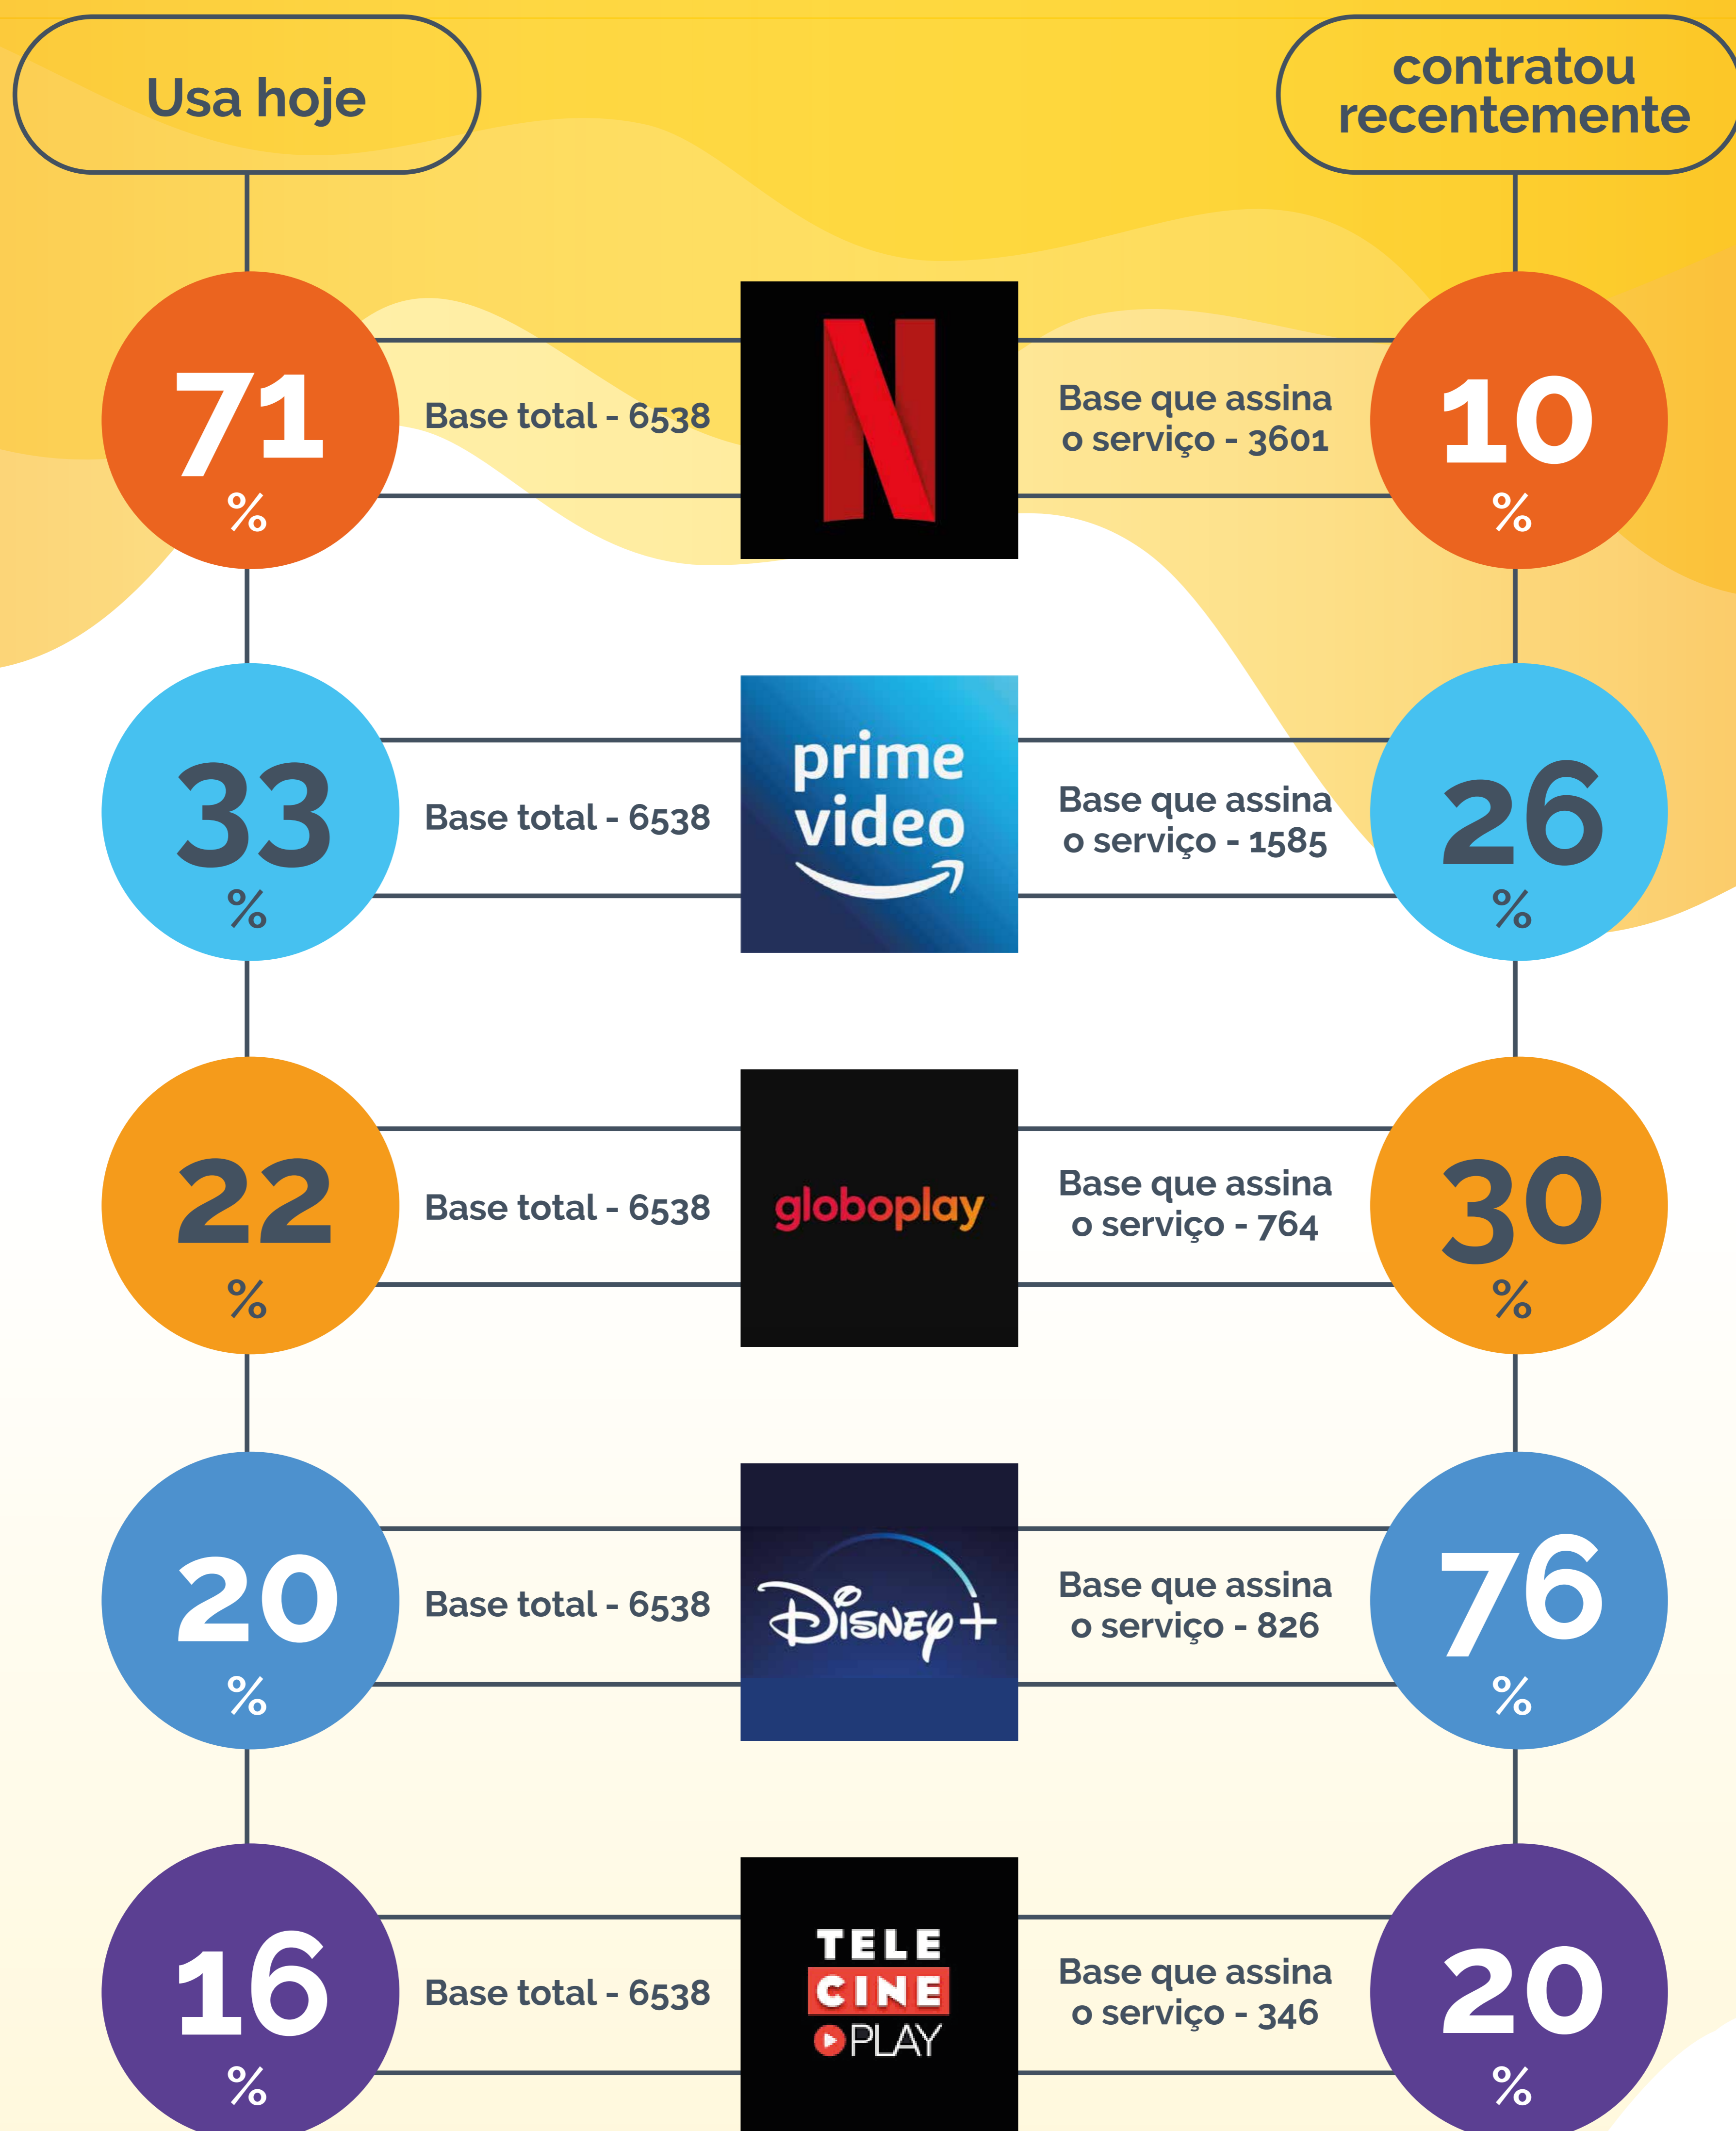 Usa hoje
contratou
recentemente
71
%
Base total - 6538
N
Base que assina
o serviço - 3601
10
%
33
%
Base total - 6538
prime
video
Base que assina
o serviço - 1585
26
%
22
%
Base total - 6538
globoplay
Base que assina
o serviço - 764
30
%
20
%
Base total - 6538
Disney+
Base que assina
o serviço - 826
76
%
16
%
Base total - 6538
TELE
CINE
PLAY
Base que assina
o serviço - 346
20
%